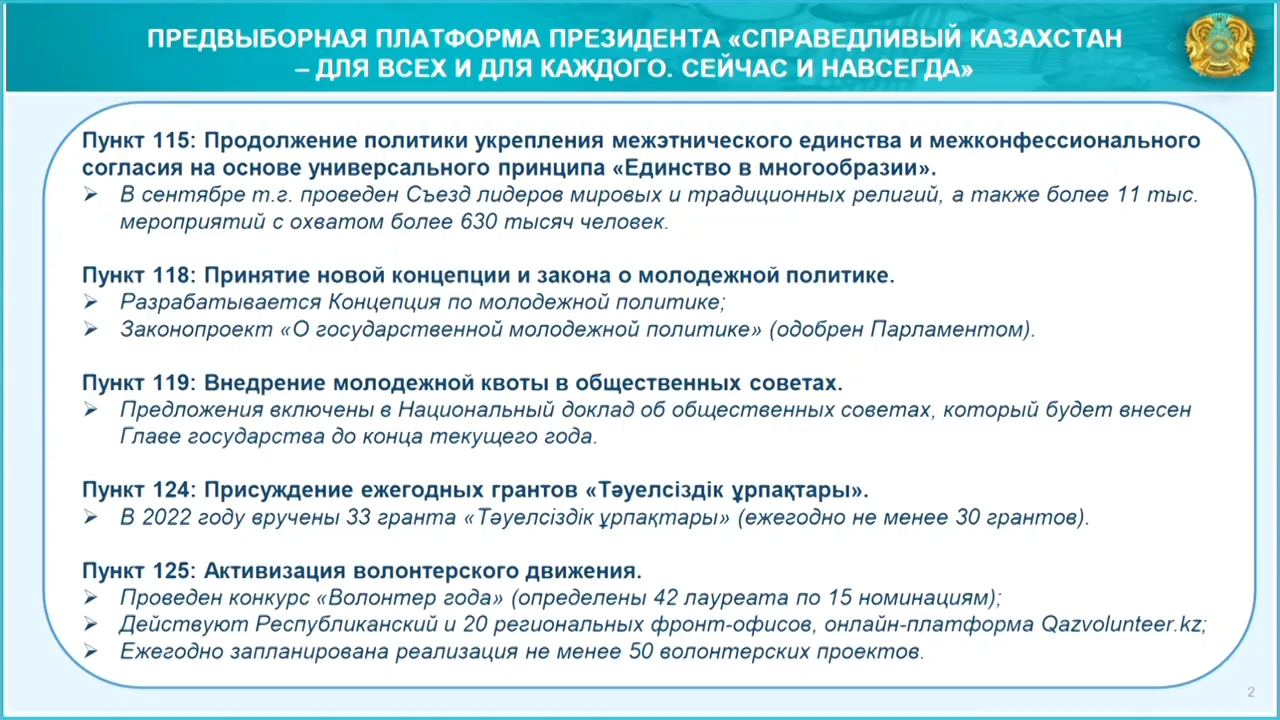 ПРЕДВЫБОРНАЯ ПЛАТФОРМА ПРЕЗИДЕНТА «СПРАВЕДЛИВЫЙ КАЗАХСТАН
– ДЛЯ ВСЕХ И ДЛЯ КАЖДОГО. СЕЙЧАС И НАВСЕГДА»
Пункт 115: Продолжение политики укрепления межэтнического единства и межконфессионального
согласия на основе универсального принципа «Единство в многообразии».
➢ В сентябре т.г. проведен Съезд лидеров мировых и традиционных религий, а также более 11 тыс.
мероприятий с охватом более 630 тысяч человек.
Пункт 118: Принятие новой концепции и закона о молодежной политике.
➢ Разрабатывается Концепция по молодежной политике;
➢ Законопроект «О государственной молодежной политике» (одобрен Парламентом).
Пункт 119: Внедрение молодежной квоты в общественных советах.
➢ Предложения включены в Национальный доклад об общественных советах, который будет внесен
Главе государства до конца текущего года.
Пункт 124: Присуждение ежегодных грантов «Тәуелсіздік ұрпақтары».
➢ В 2022 году вручены 33 гранта «Тәуелсіздік ұрпақтары» (ежегодно не менее 30 грантов).
Пункт 125: Активизация волонтерского движения.
➢ Проведен конкурс «Волонтер года» (определены 42 лауреата по 15 номинациям);
➢ Действуют Республиканский и 20 региональных фронт-офисов, онлайн-платформа Qazvolunteer.kz;
➢ Ежегодно запланирована реализация не менее 50 волонтерских проектов.
2